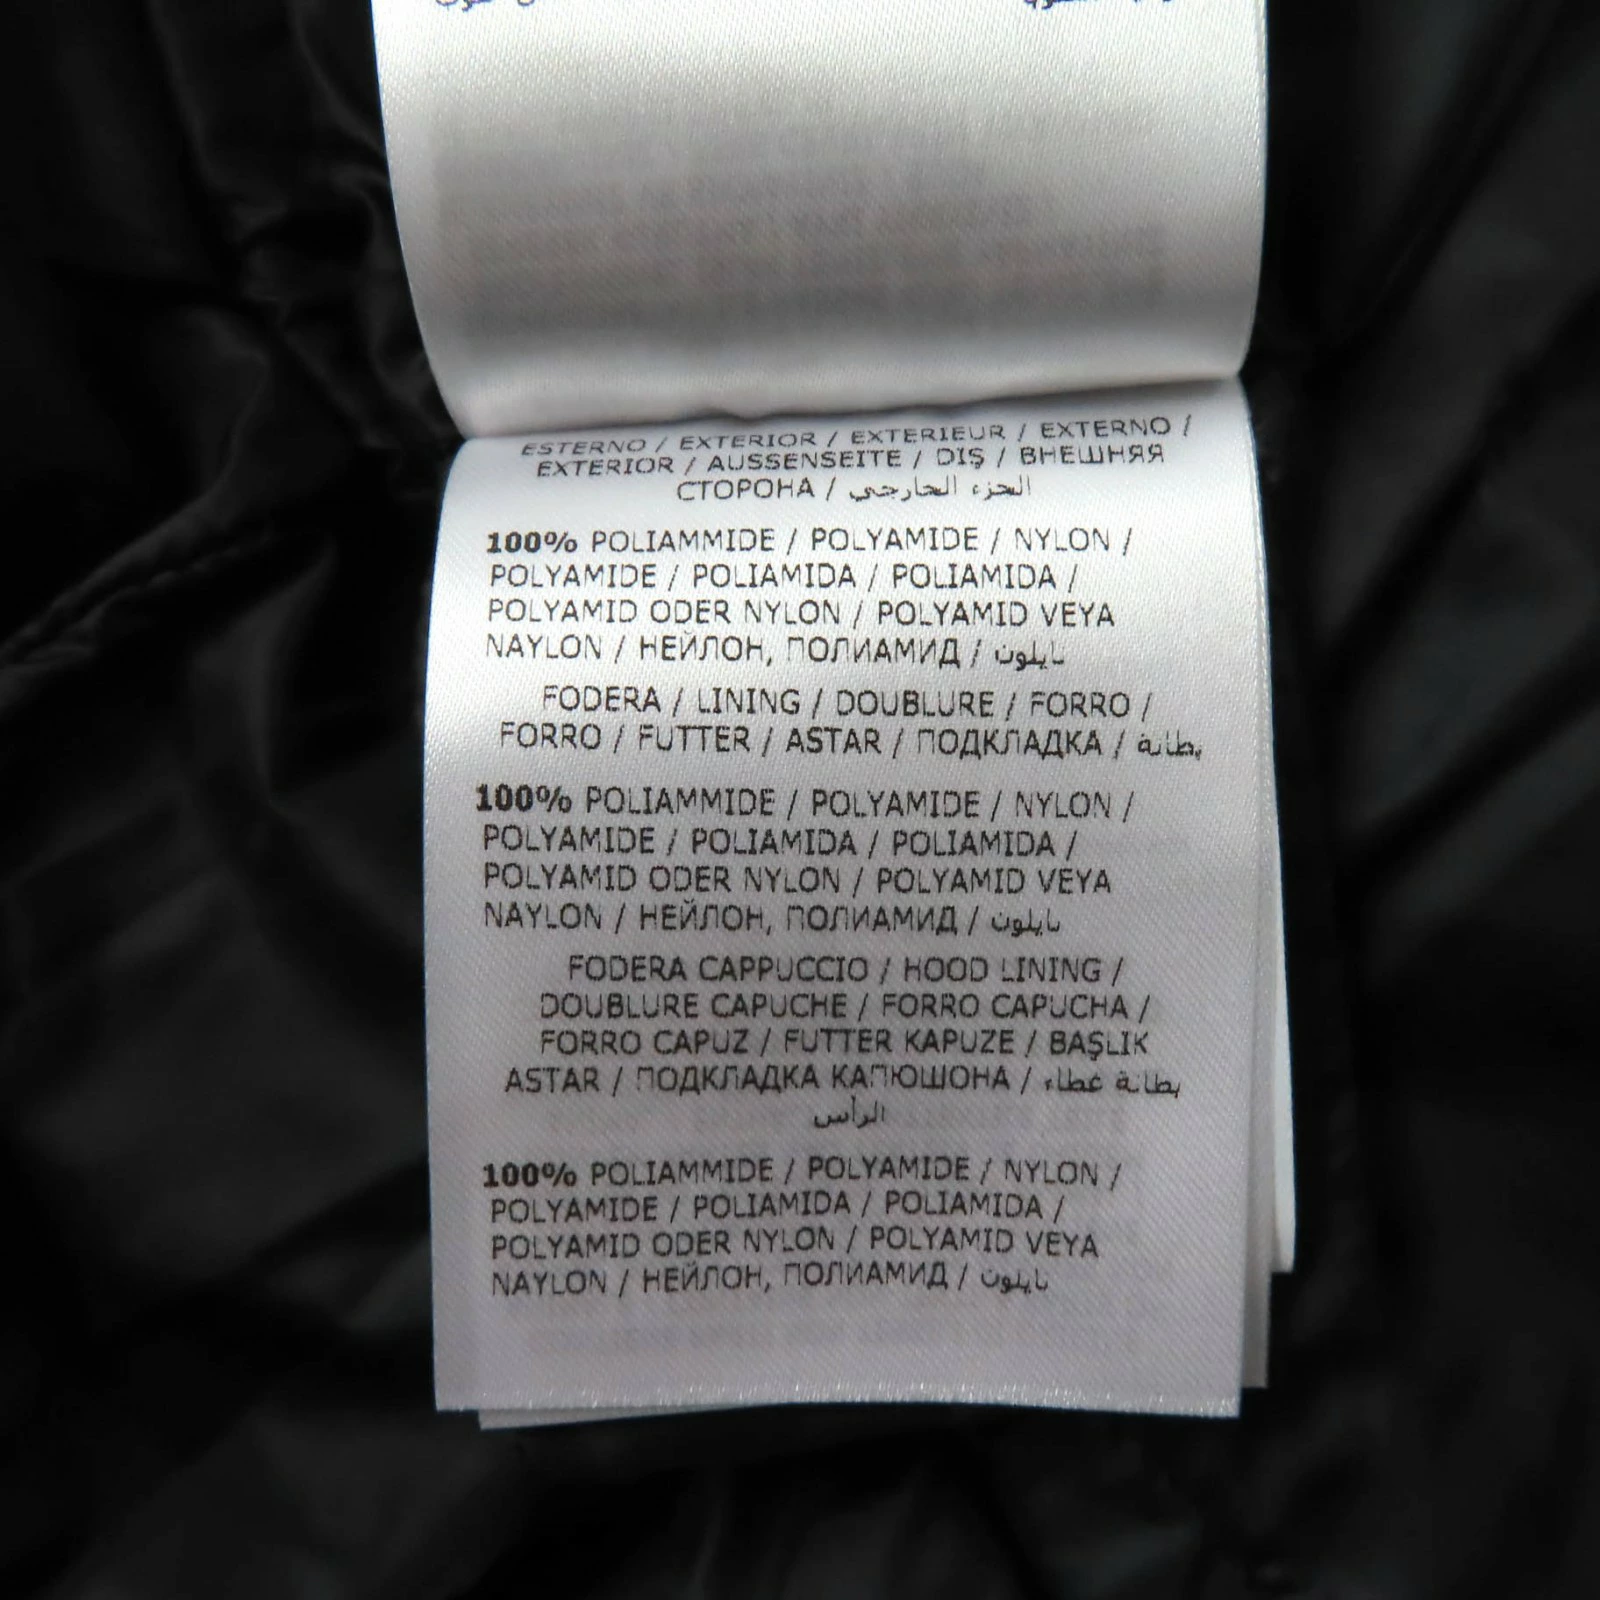 ESTERNO / EXTERIOR / EXTERIEUR / EXTERNO /
EXTERIOR / AUSSENSEITE / DIŞ / ВНЕШНЯЯ
СТОРОНА / الجزء الخارجي
100% POLIAMMIDE / POLYAMIDE / NYLON /
POLYAMIDE / POLIAMIDA / POLIAMIDA /
POLYAMID ODER NYLON / POLYAMID VEYA
NAYLON / НЕЙЛОН, ПОЛИАМИД / نايلون
FODERA / LINING / DOUBLURE / FORRO /
FORRO / FUTTER / ASTAR / ПОДКЛАДКА / بطانة
100% POLIAMMIDE / POLYAMIDE / NYLON /
POLYAMIDE / POLIAMIDA / POLIAMIDA /
POLYAMID ODER NYLON / POLYAMID VEYA
NAYLON / НЕЙЛОН, ПОЛИАМИД / نايلون
FODERA CAPPUCCIO / HOOD LINING /
DOUBLURE CAPUCHE / FORRO CAPUCHA /
FORRO CAPUZ / FUTTER KAPUZE / BAŞLIK
ASTAR / ПОДКЛАДКА КАПЮШОНА / بطانة غطاء
الرأس
100% POLIAMMIDE / POLYAMIDE / NYLON /
POLYAMIDE / POLIAMIDA / POLIAMIDA /
POLYAMID ODER NYLON / POLYAMID VEYA
NAYLON / НЕЙЛОН, ПОЛИАМИД / نايلون